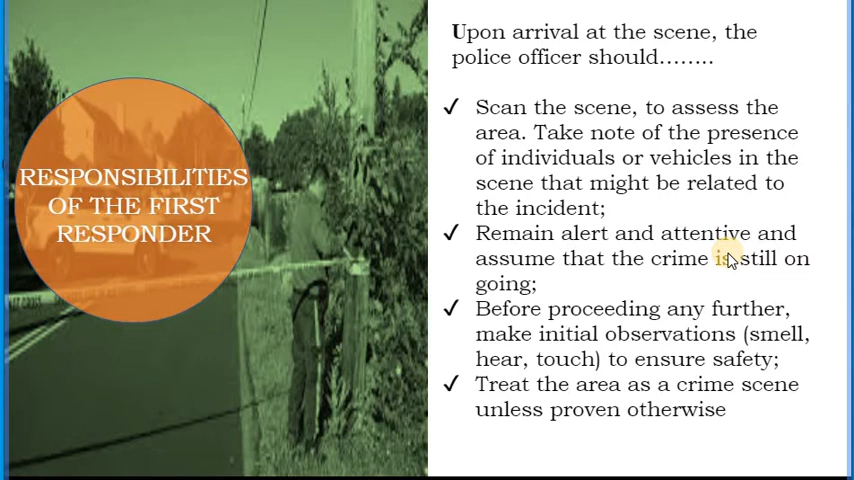 RESPONSIBILITIES
OF THE FIRST
RESPONDER
Upon arrival at the scene, the
police officer should........
✓ Scan the scene, to assess the
area. Take note of the presence
of individuals or vehicles in the
scene that might be related to
the incident;
✓ Remain alert and attentive and
assume that the crime is still on
going;
✓ Before proceeding any further,
make initial observations (smell,
hear, touch) to ensure safety;
✓ Treat the area as a crime scene
unless proven otherwise